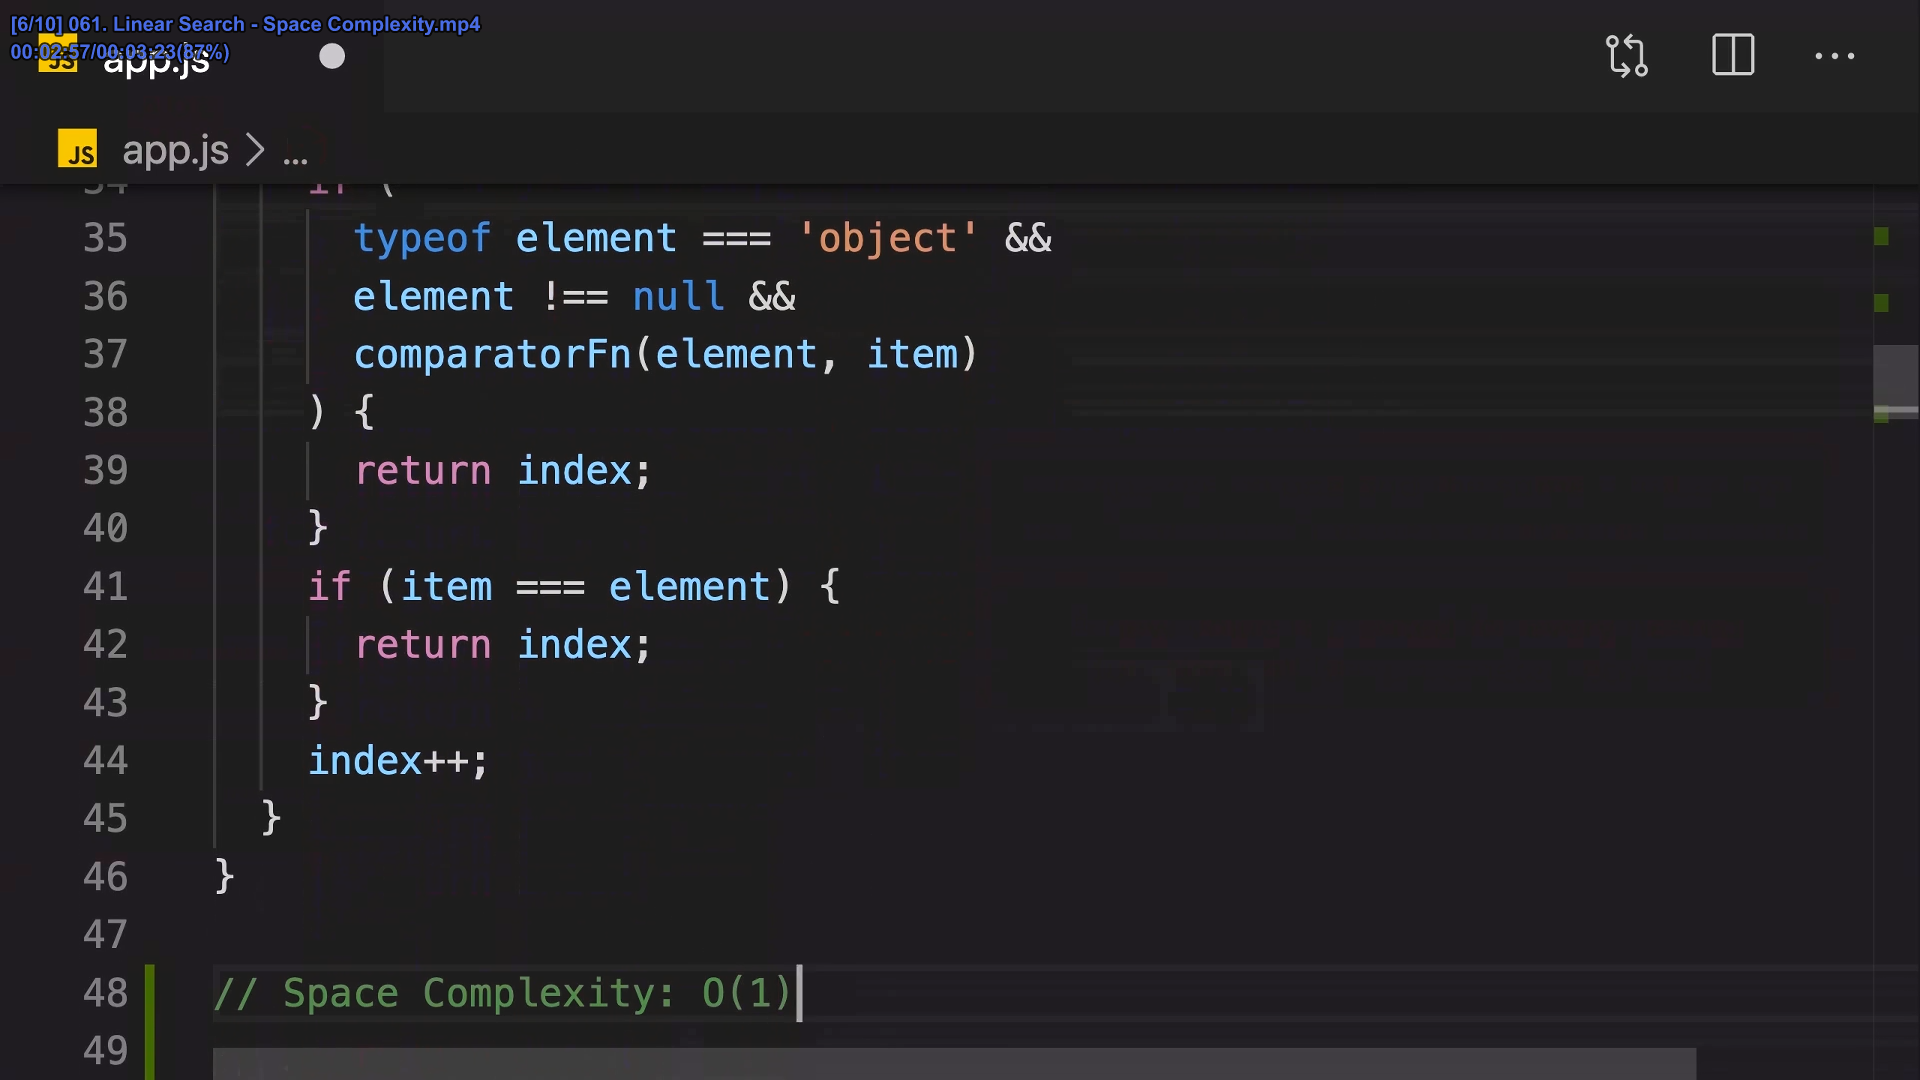 [6/10] 061. Linear Search - Space Complexity.mp4
00:02:57/00:03:23(87%)
JS app.js
JS app.js > ...
34 if (
35 typeof element === 'object' &&
36 element !== null &&
37 comparatorFn(element, item)
38 ) {
39 return index;
40 }
41 if (item === element) {
42 return index;
43 }
44 index++;
45 }
46 }
47
48 // Space Complexity: O(1)
49